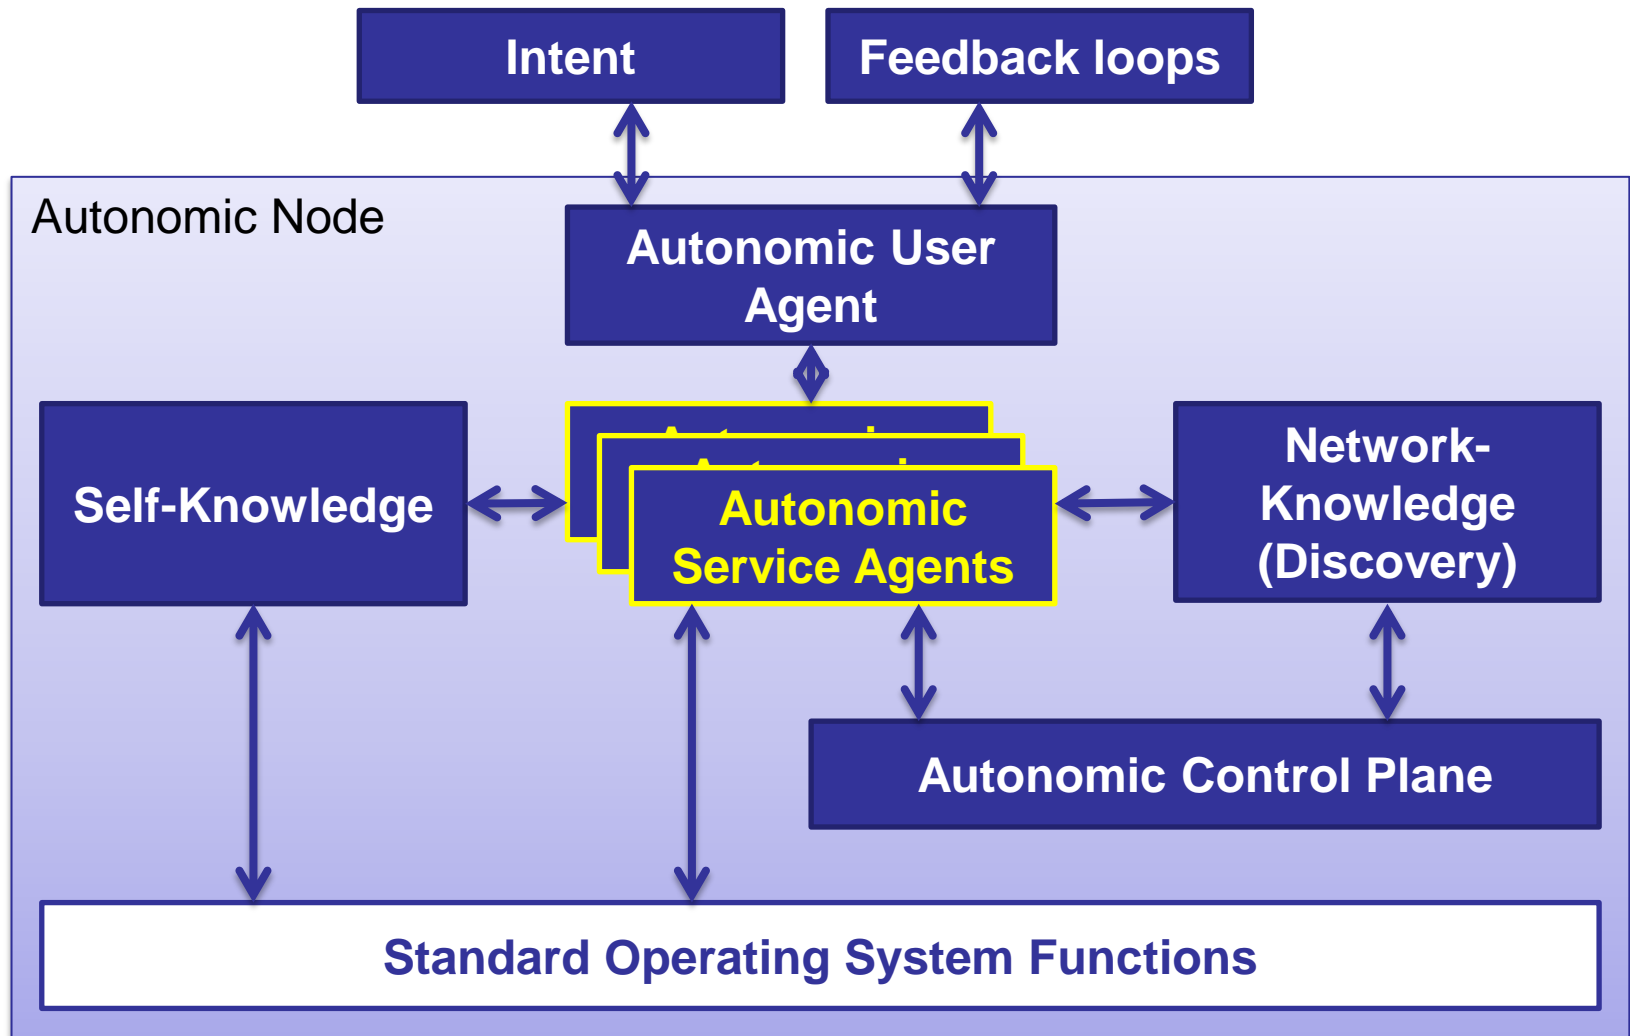 Intent
Feedback loops
Autonomic Node
Autonomic User
Agent
Self-Knowledge
Autonomic
Service Agents
Network-
Knowledge
(Discovery)
Autonomic Control Plane
Standard Operating System Functions